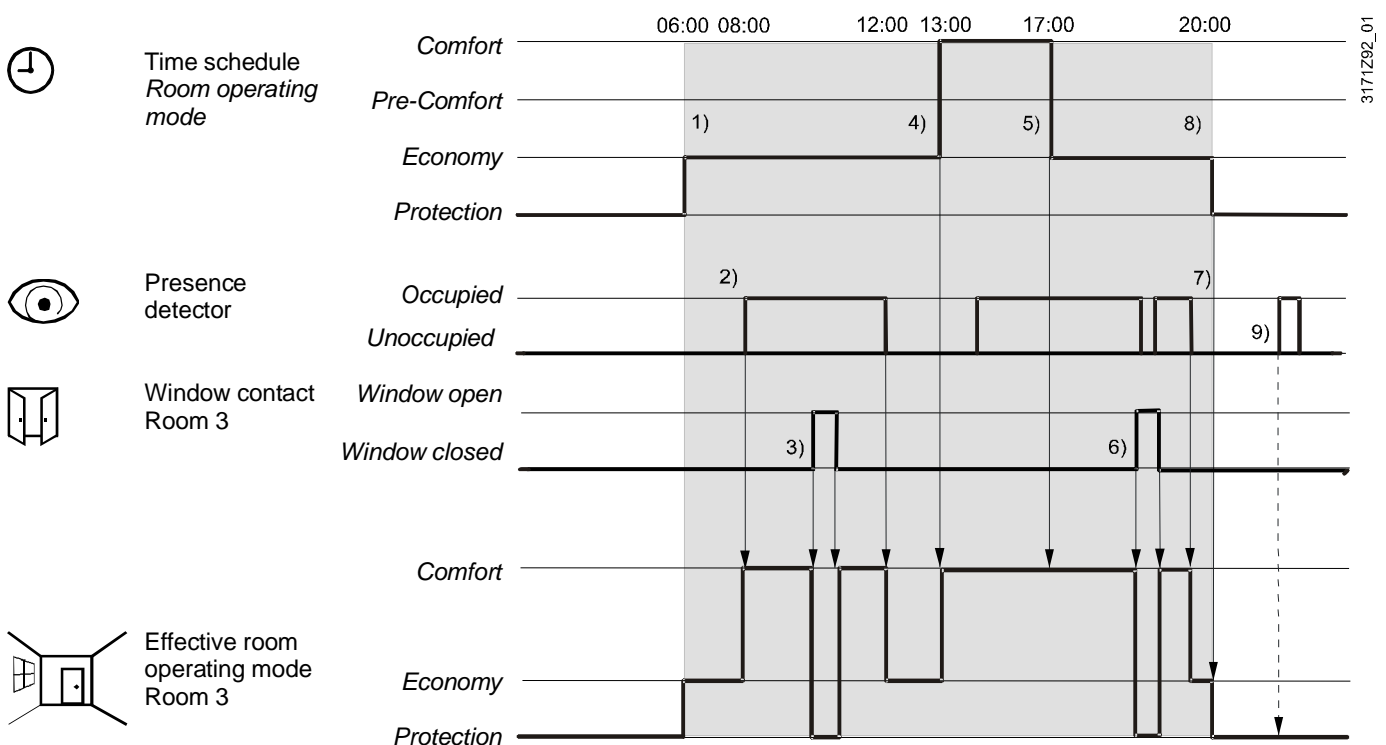 06:00 08:00 12:00 13:00 17:00 20:00
3171Z92_01
Time schedule
Room operating
mode
Comfort
Pre-Comfort
Economy
Protection
1)
4)
5)
8)
Presence
detector
Occupied
Unoccupied
2)
7)
9)
Window contact
Room 3
Window open
Window closed
3)
6)
Effective room
operating mode
Room 3
Comfort
Economy
Protection